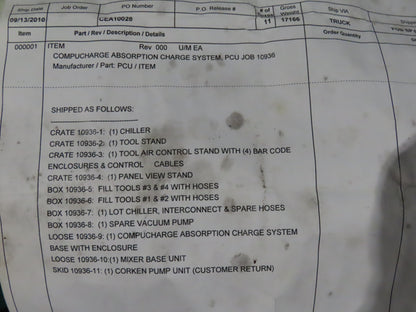 Ship Date Job Order PO Number P.O. Release # # of Gross Weight Ship VIA
09/13/2010 CEA10028 11 17166 TRUCK
Item Part / Rev / Description / Details Order Quantity
000001 ITEM Rev 000 U/M EA
COMPUCHARGE ABSORPTION CHARGE SYSTEM, PCU JOB 10936
Manufacturer / Part: PCU / ITEM
SHIPPED AS FOLLOWS:
CRATE 10936-1: (1) CHILLER
CRATE 10936-2: (1) TOOL STAND
CRATE 10936-3: (1) TOOL AIR CONTROL STAND WITH (4) BAR CODE
ENCLOSURES & CONTROL CABLES
CRATE 10936-4: (1) PANEL VIEW STAND
BOX 10936-5: FILL TOOLS #3 & #4 WITH HOSES
BOX 10936-6: FILL TOOLS #1 & #2 WITH HOSES
BOX 10936-7: (1) LOT CHILLER, INTERCONNECT & SPARE HOSES
BOX 10936-8: (1) SPARE VACUUM PUMP
LOOSE 10936-9: (1) COMPUCHARGE ABSORPTION CHARGE SYSTEM
BASE WITH ENCLOSURE
LOOSE 10936-10:(1) MIXER BASE UNIT
SKID 10936-11: (1) CORKEN PUMP UNIT (CUSTOMER RETURN)